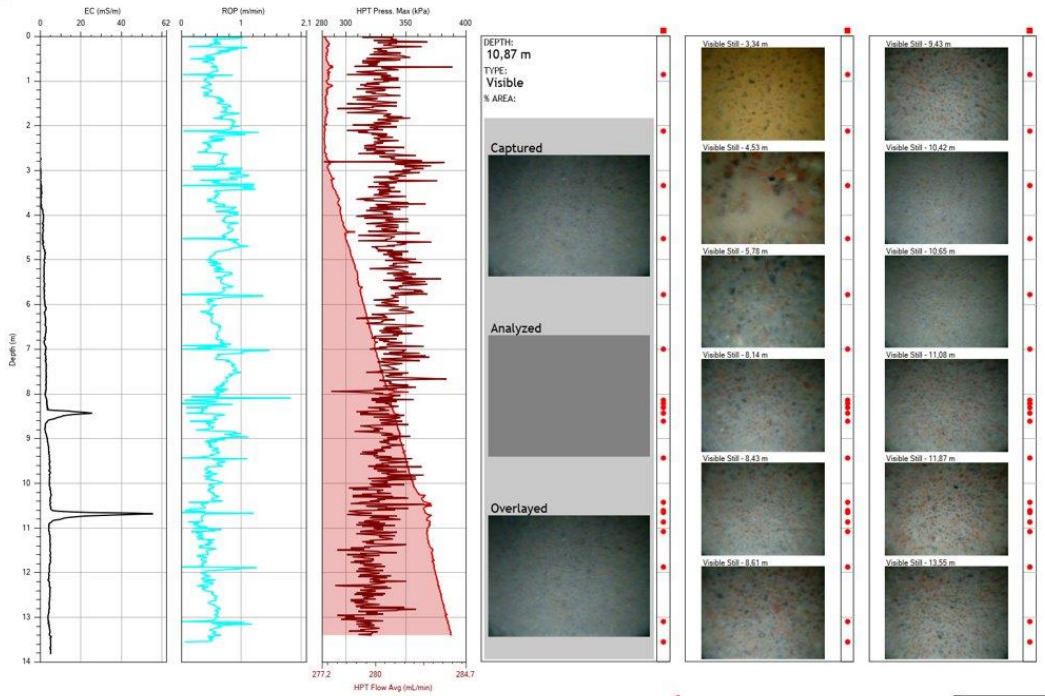 EC (mS/m)
0 20 40 62
ROP (m/min)
0 1 2.1
HPT Press. Max (kPa)
280 300 350 400
Depth (m)
0
1
2
3
4
5
6
7
8
9
10
11
12
13
14
277.2 280 284.7
HPT Flow Avg (mL/min)
DEPTH:
10,87 m
TYPE:
Visible
% AREA:
Captured
Analyzed
Overlayed
Visible Still - 3,34 m
Visible Still - 4,53 m
Visible Still - 5,78 m
Visible Still - 8,14 m
Visible Still - 8,43 m
Visible Still - 8,61 m
Visible Still - 9,43 m
Visible Still - 10,42 m
Visible Still - 10,65 m
Visible Still - 11,08 m
Visible Still - 11,87 m
Visible Still - 13,55 m